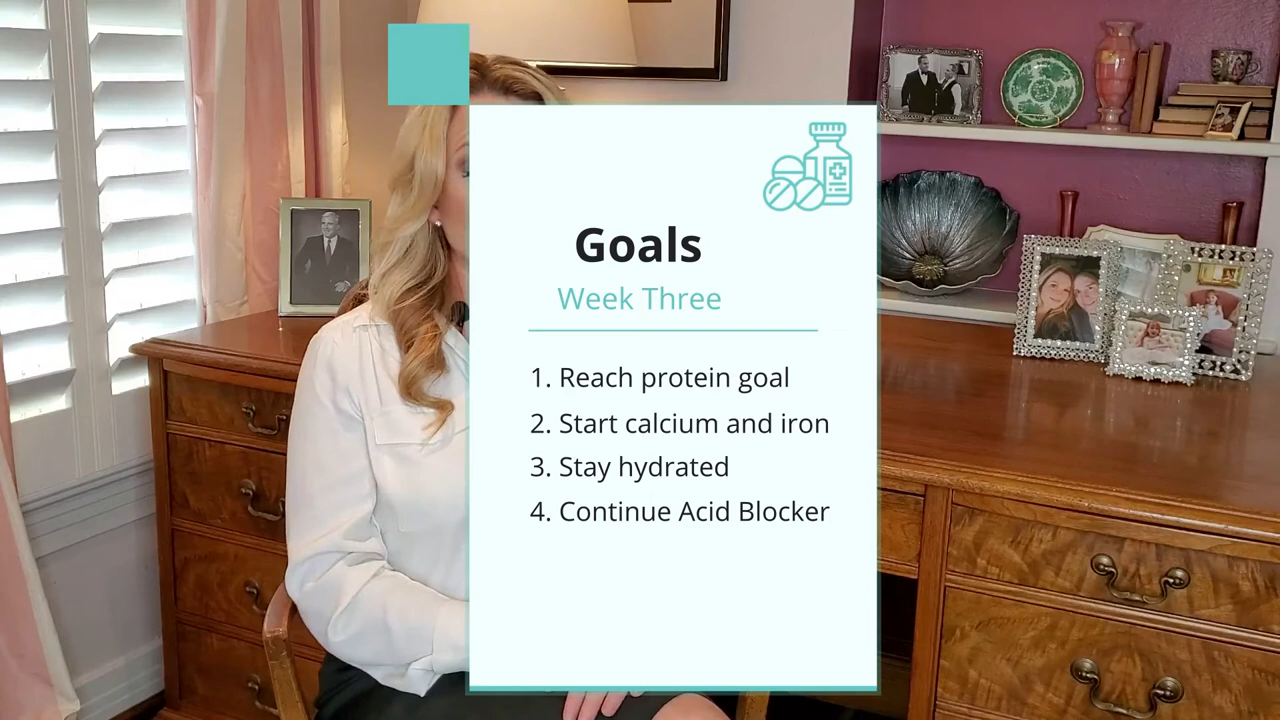 Goals
Week Three
1. Reach protein goal
2. Start calcium and iron
3. Stay hydrated
4. Continue Acid Blocker